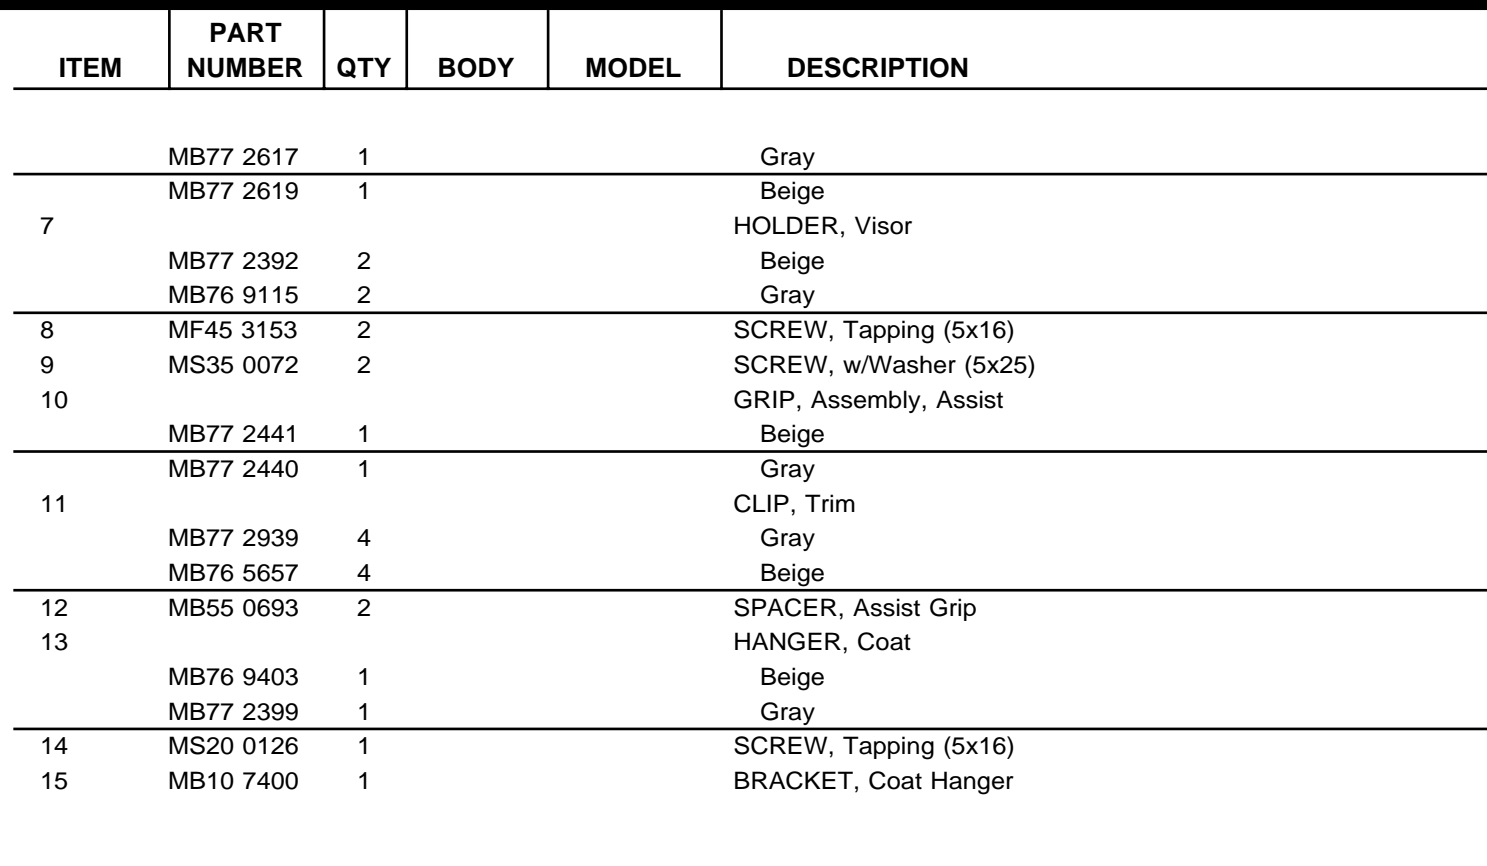 PART
ITEM NUMBER QTY BODY MODEL DESCRIPTION
MB77 2617 1 Gray
MB77 2619 1 Beige
7 HOLDER, Visor
MB77 2392 2 Beige
MB76 9115 2 Gray
8 MF45 3153 2 SCREW, Tapping (5x16)
9 MS35 0072 2 SCREW, w/Washer (5x25)
10 GRIP, Assembly, Assist
MB77 2441 1 Beige
MB77 2440 1 Gray
11 CLIP, Trim
MB77 2939 4 Gray
MB76 5657 4 Beige
12 MB55 0693 2 SPACER, Assist Grip
13 HANGER, Coat
MB76 9403 1 Beige
MB77 2399 1 Gray
14 MS20 0126 1 SCREW, Tapping (5x16)
15 MB10 7400 1 BRACKET, Coat Hanger